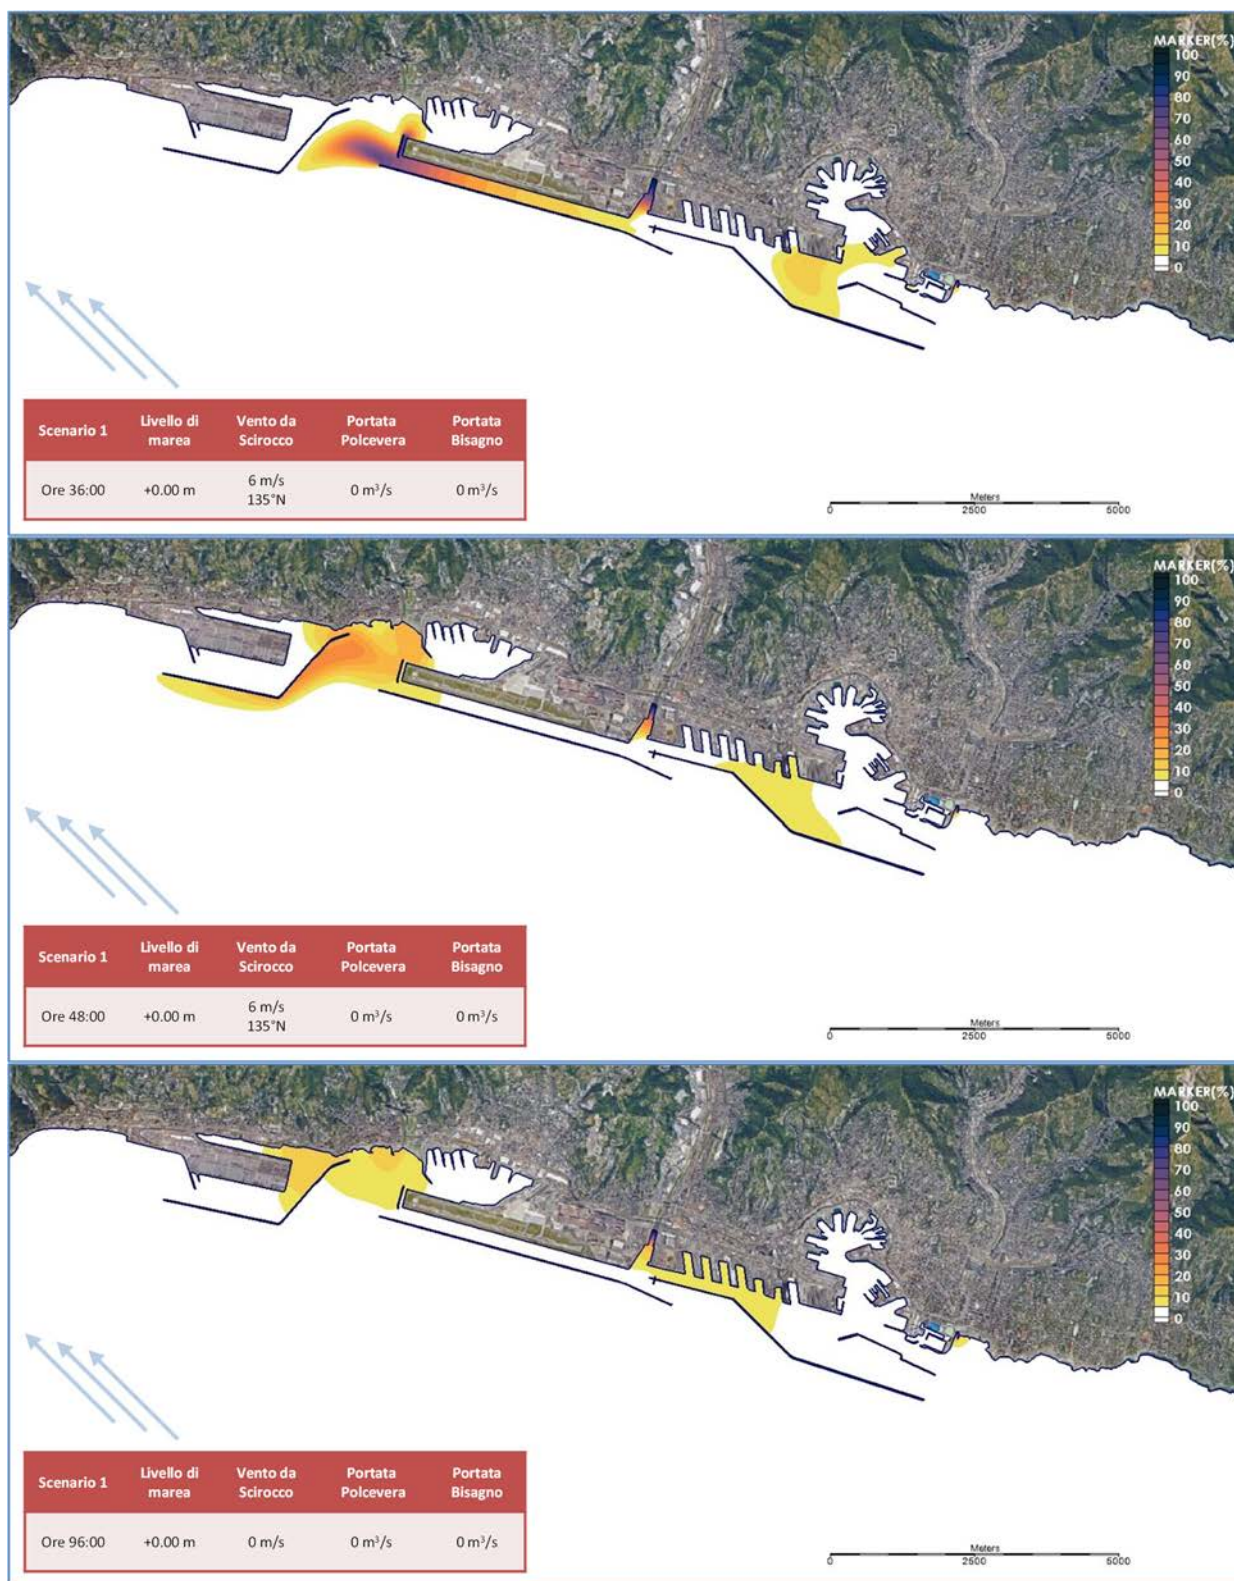 MARKER(%)
100
90
80
70
60
50
40
30
20
10
0
Scenario 1 Livello di marea Vento da Scirocco Portata Polcevera Portata Bisagno
Ore 36:00 +0.00 m 6 m/s 135°N 0 m³/s 0 m³/s
Meters
0 2500 5000
MARKER(%)
100
90
80
70
60
50
40
30
20
10
0
Scenario 1 Livello di marea Vento da Scirocco Portata Polcevera Portata Bisagno
Ore 48:00 +0.00 m 6 m/s 135°N 0 m³/s 0 m³/s
Meters
0 2500 5000
MARKER(%)
100
90
80
70
60
50
40
30
20
10
0
Scenario 1 Livello di marea Vento da Scirocco Portata Polcevera Portata Bisagno
Ore 96:00 +0.00 m 0 m/s 0 m³/s 0 m³/s
Meters
0 2500 5000